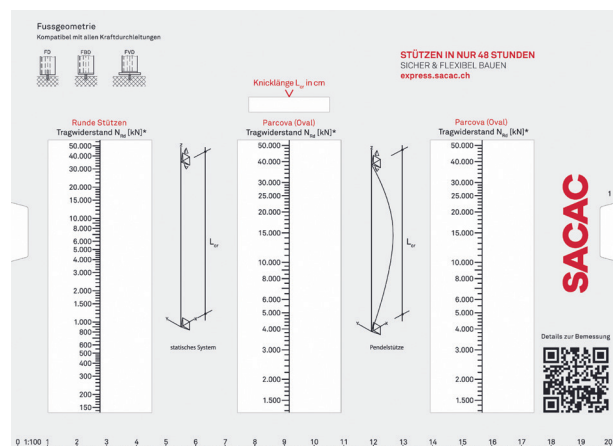 Fussgeometrie
Kompatibel mit allen Kraftdurchleitungen
FD FBD FVD
STÜTZEN IN NUR 48 STUNDEN
SICHER & FLEXIBEL BAUEN
express.sacac.ch
Knicklänge L_cr in cm
Runde Stützen
Tragwiderstand N_Rd [kN]*
50.000
40.000
30.000
20.000
15.000
10.000
8.000
6.000
5.000
4.000
3.000
2.000
1.500
1.000
800
600
500
400
300
200
150
L_cr
statisches System
Parcova (Oval)
Tragwiderstand N_Rd [kN]*
50.000
40.000
30.000
25.000
20.000
15.000
10.000
8.000
6.000
5.000
4.000
3.000
2.000
1.500
L_cr
Pendelstütze
Parcova (Oval)
Tragwiderstand N_Rd [kN]*
50.000
40.000
30.000
25.000
20.000
15.000
10.000
8.000
6.000
5.000
4.000
3.000
2.000
1.500
1
SACAC
Details zur Bemessung
0 1:100 1 2 3 4 5 6 7 8 9 10 11 12 13 14 15 16 17 18 19 20